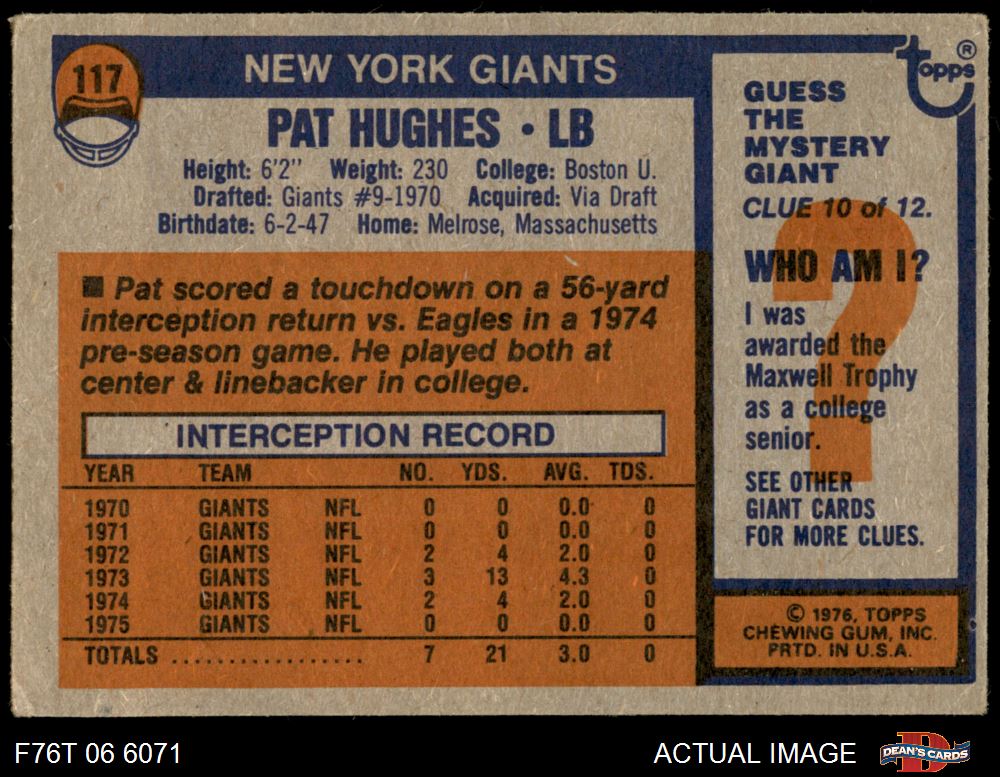 117
NEW YORK GIANTS
PAT HUGHES • LB
Height: 6'2" Weight: 230 College: Boston U.
Drafted: Giants #9-1970 Acquired: Via Draft
Birthdate: 6-2-47 Home: Melrose, Massachusetts
■ Pat scored a touchdown on a 56-yard
interception return vs. Eagles in a 1974
pre-season game. He played both at
center & linebacker in college.
INTERCEPTION RECORD
YEAR TEAM NO. YDS. AVG. TDS.
1970 GIANTS NFL 0 0 0.0 0
1971 GIANTS NFL 0 0 0.0 0
1972 GIANTS NFL 2 4 2.0 0
1973 GIANTS NFL 3 13 4.3 0
1974 GIANTS NFL 2 4 2.0 0
1975 GIANTS NFL 0 0 0.0 0
TOTALS .................. 7 21 3.0 0
topps ®
GUESS
THE
MYSTERY
GIANT
CLUE 10 of 12.
WHO AM I?
?
I was
awarded the
Maxwell Trophy
as a college
senior.
SEE OTHER
GIANT CARDS
FOR MORE CLUES.
© 1976, TOPPS
CHEWING GUM, INC.
PRTD. IN U.S.A.
F76T 06 6071
ACTUAL IMAGE
D
DEAN'S CARDS